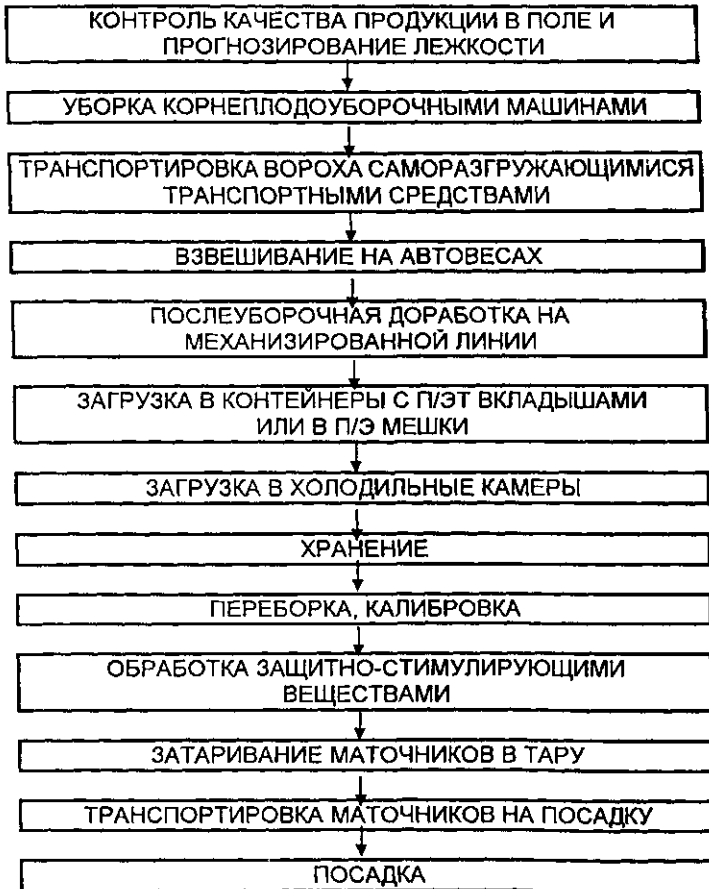 КОНТРОЛЬ КАЧЕСТВА ПРОДУКЦИИ В ПОЛЕ И
ПРОГНОЗИРОВАНИЕ ЛЕЖКОСТИ
УБОРКА КОРНЕПЛОДОУБОРОЧНЫМИ МАШИНАМИ
ТРАНСПОРТИРОВКА ВОРОХА САМОРАЗГРУЖАЮЩИМИСЯ
ТРАНСПОРТНЫМИ СРЕДСТВАМИ
ВЗВЕШИВАНИЕ НА АВТОВЕСАХ
ПОСЛЕУБОРОЧНАЯ ДОРАБОТКА НА
МЕХАНИЗИРОВАННОЙ ЛИНИИ
ЗАГРУЗКА В КОНТЕЙНЕРЫ С П/ЭТ ВКЛАДЫШАМИ
ИЛИ В П/Э МЕШКИ
ЗАГРУЗКА В ХОЛОДИЛЬНЫЕ КАМЕРЫ
ХРАНЕНИЕ
ПЕРЕБОРКА, КАЛИБРОВКА
ОБРАБОТКА ЗАЩИТНО-СТИМУЛИРУЮЩИМИ
ВЕЩЕСТВАМИ
ЗАТАРИВАНИЕ МАТОЧНИКОВ В ТАРУ
ТРАНСПОРТИРОВКА МАТОЧНИКОВ НА ПОСАДКУ
ПОСАДКА